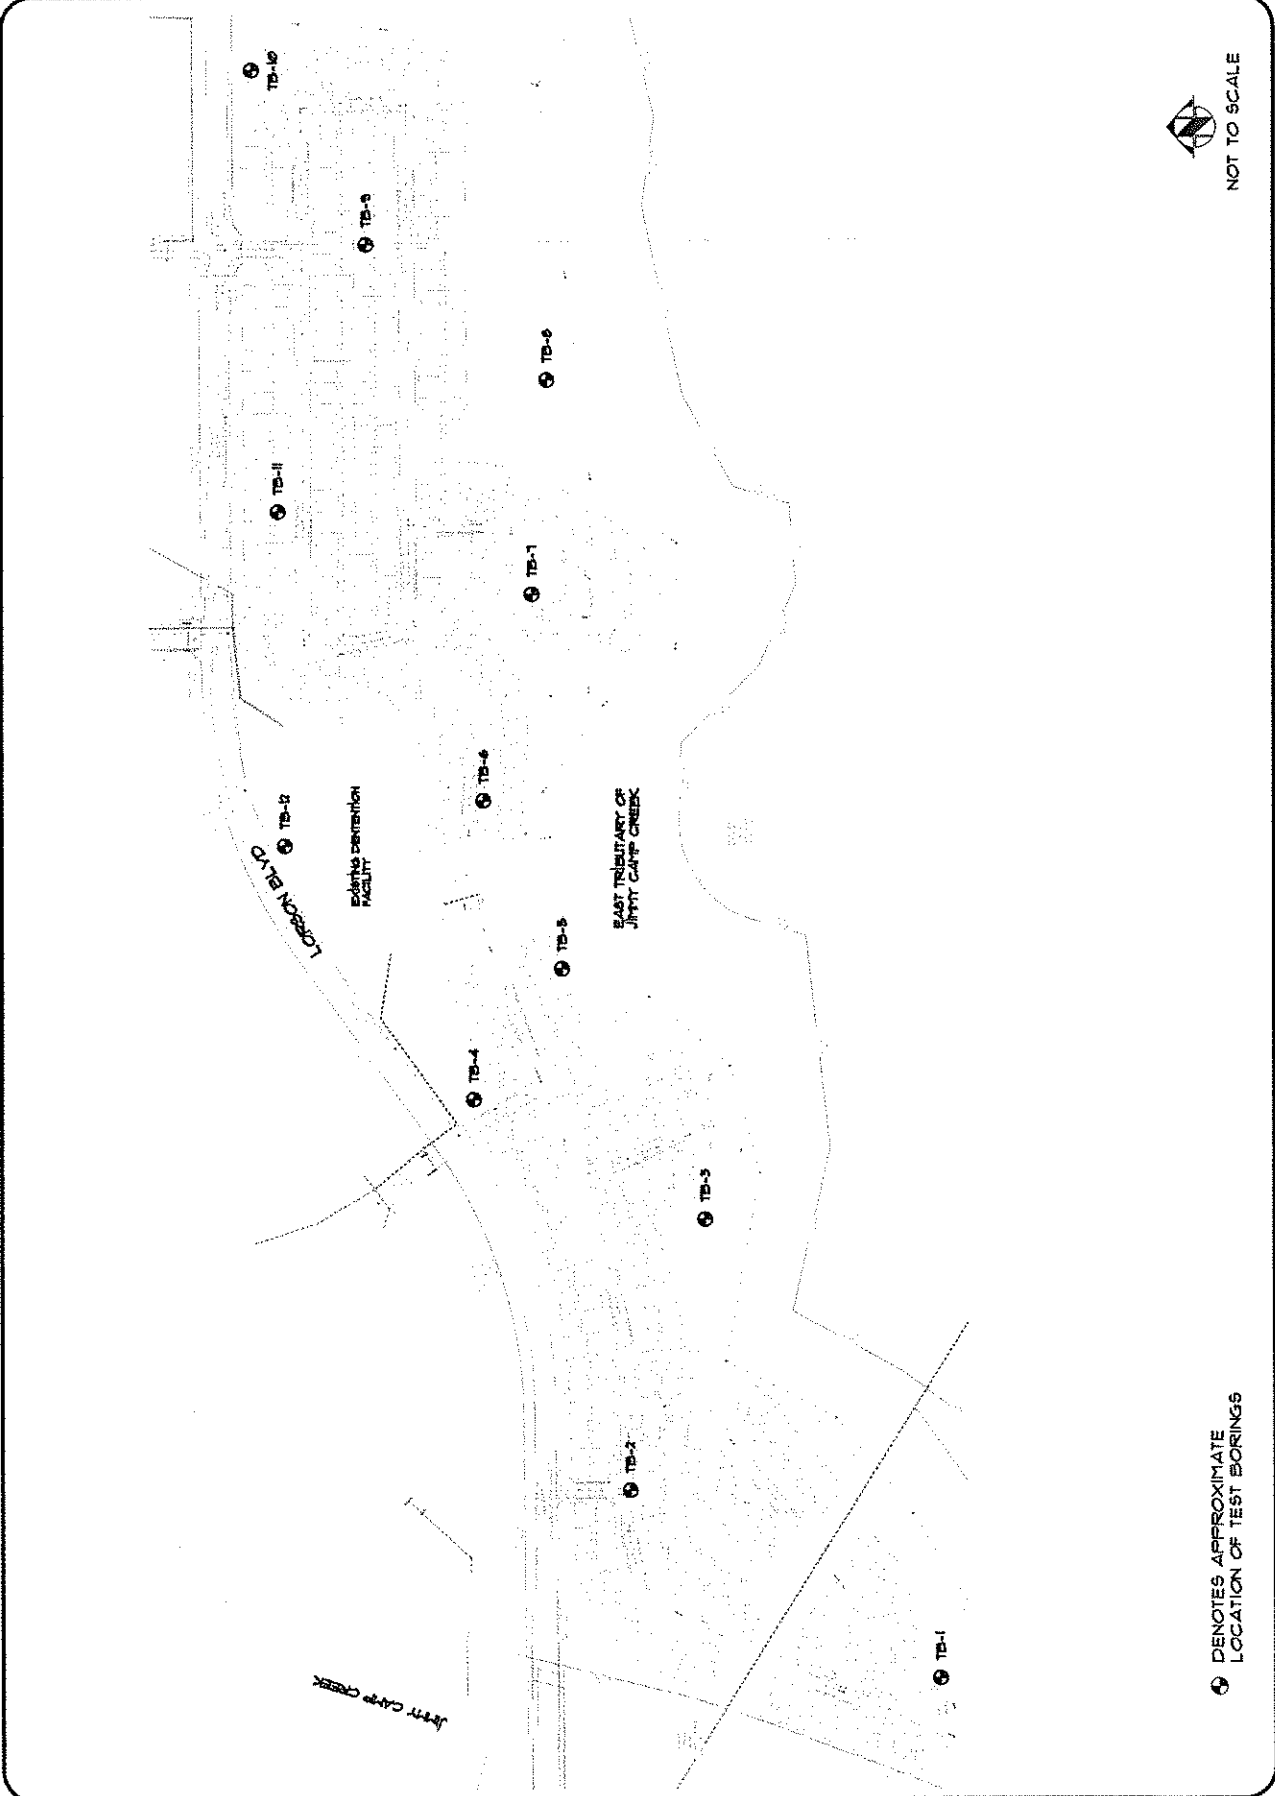 TB-10
TB-9
TB-8
TB-11
TB-7
TB-6
TB-12
LORSON BLVD
EXISTING DENTENTION
FACILITY
EAST TRIBUTARY OF
JIMMY CAMP CREEK
TB-5
TB-4
TB-3
TB-2
TB-1
JIMMY CAMP CREEK
N
NOT TO SCALE
DENOTES APPROXIMATE
LOCATION OF TEST BORINGS